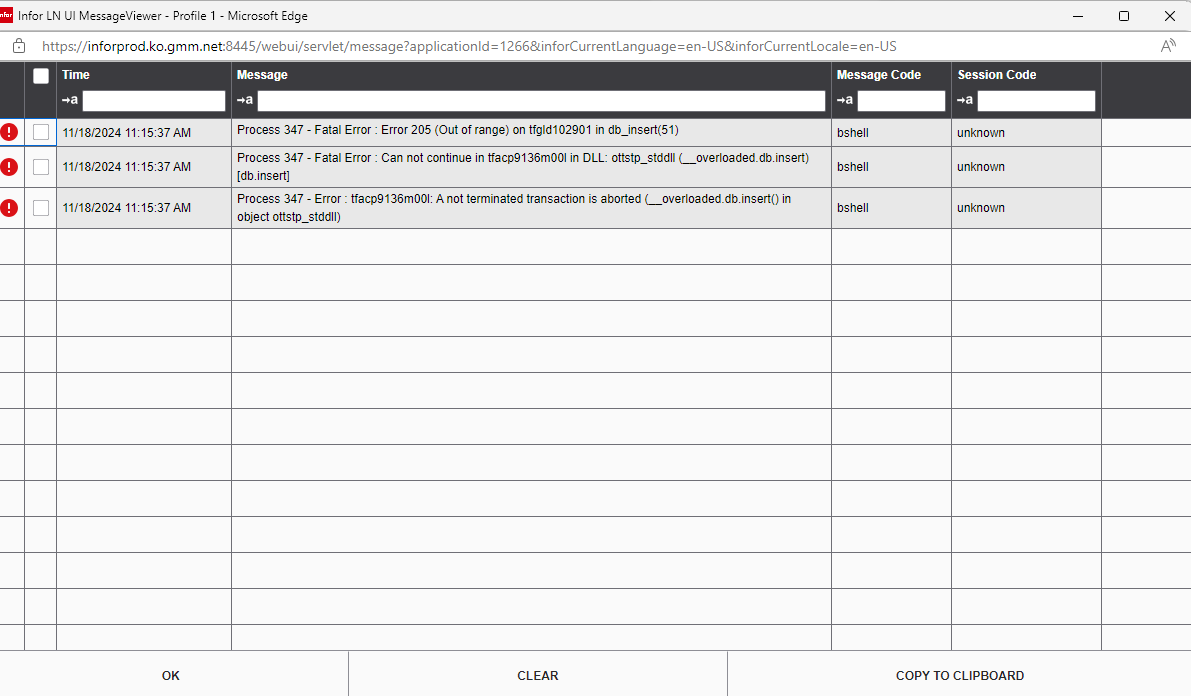 infor Infor LN UI MessageViewer - Profile 1 - Microsoft Edge
https://inforprod.ko.gmm.net:8445/webui/servlet/message?applicationId=1266&inforCurrentLanguage=en-US&inforCurrentLocale=en-US
Time Message Message Code Session Code
→a →a →a →a
11/18/2024 11:15:37 AM Process 347 - Fatal Error : Error 205 (Out of range) on tfgld102901 in db_insert(51) bshell unknown
11/18/2024 11:15:37 AM Process 347 - Fatal Error : Can not continue in tfacp9136m00l in DLL: ottstp_stddll (__overloaded.db.insert) bshell unknown
[db.insert]
11/18/2024 11:15:37 AM Process 347 - Error : tfacp9136m00l: A not terminated transaction is aborted (__overloaded.db.insert() in bshell unknown
object ottstp_stddll)
OK CLEAR COPY TO CLIPBOARD